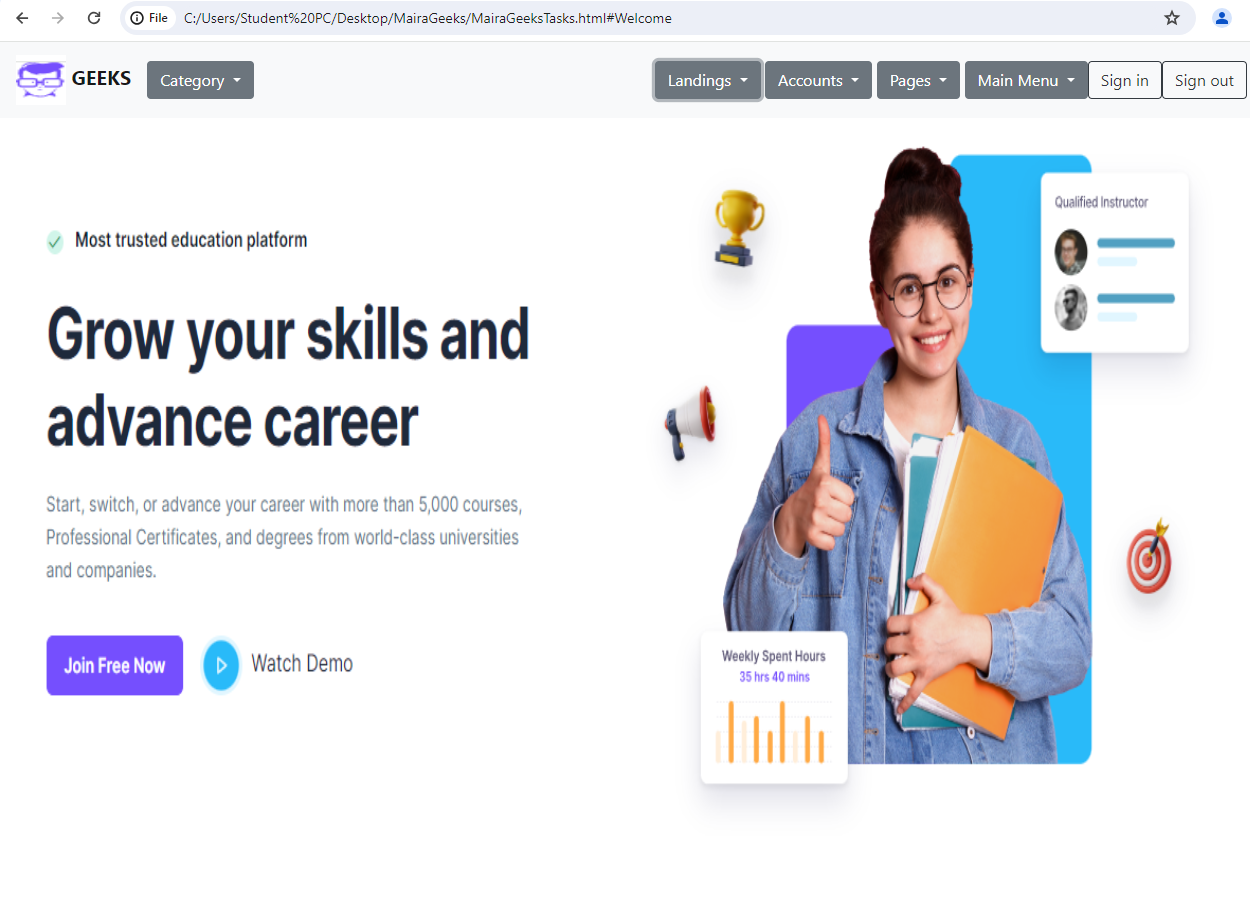 File
C:/Users/Student%20PC/Desktop/MairaGeeks/MairaGeeksTasks.html#Welcome
GEEKS
Category
Landings
Accounts
Pages
Main Menu
Sign in
Sign out
Most trusted education platform
Grow your skills and
advance career
Start, switch, or advance your career with more than 5,000 courses,
Professional Certificates, and degrees from world-class universities
and companies.
Join Free Now
Watch Demo
Qualified Instructor
Weekly Spent Hours
35 hrs 40 mins